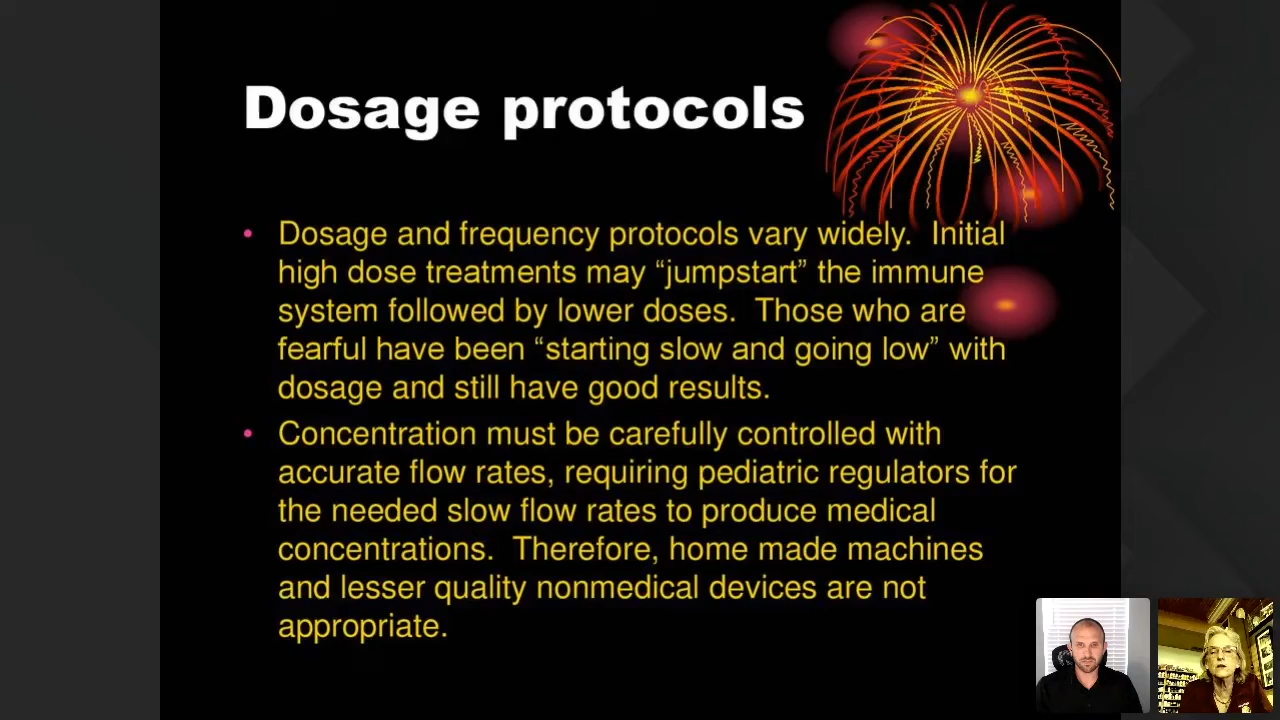 Dosage protocols
• Dosage and frequency protocols vary widely.  Initial
high dose treatments may “jumpstart” the immune
system followed by lower doses.  Those who are
fearful have been “starting slow and going low” with
dosage and still have good results.
• Concentration must be carefully controlled with
accurate flow rates, requiring pediatric regulators for
the needed slow flow rates to produce medical
concentrations.  Therefore, home made machines
and lesser quality nonmedical devices are not
appropriate.